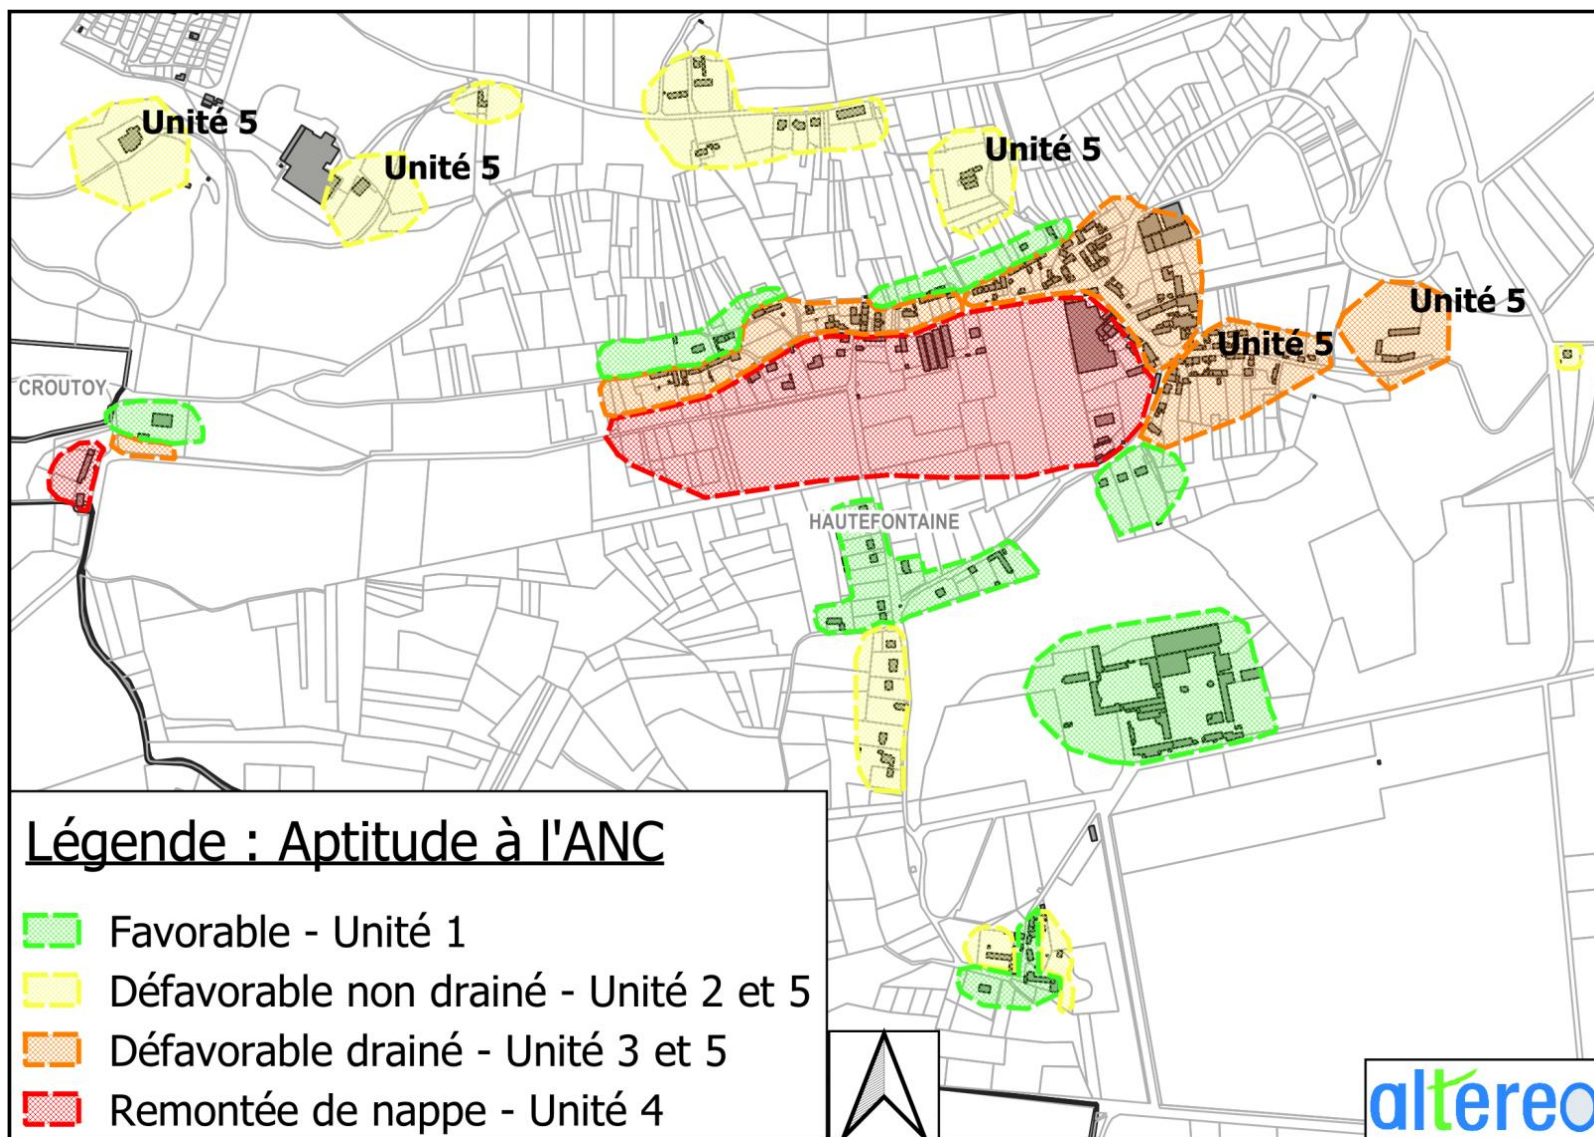 Unité 5
Unité 5
Unité 5
Unité 5
Unité 5
CROUTOY
HAUTEFONTAINE
Légende : Aptitude à l'ANC
Favorable - Unité 1
Défavorable non drainé - Unité 2 et 5
Défavorable drainé - Unité 3 et 5
Remontée de nappe - Unité 4
altereo